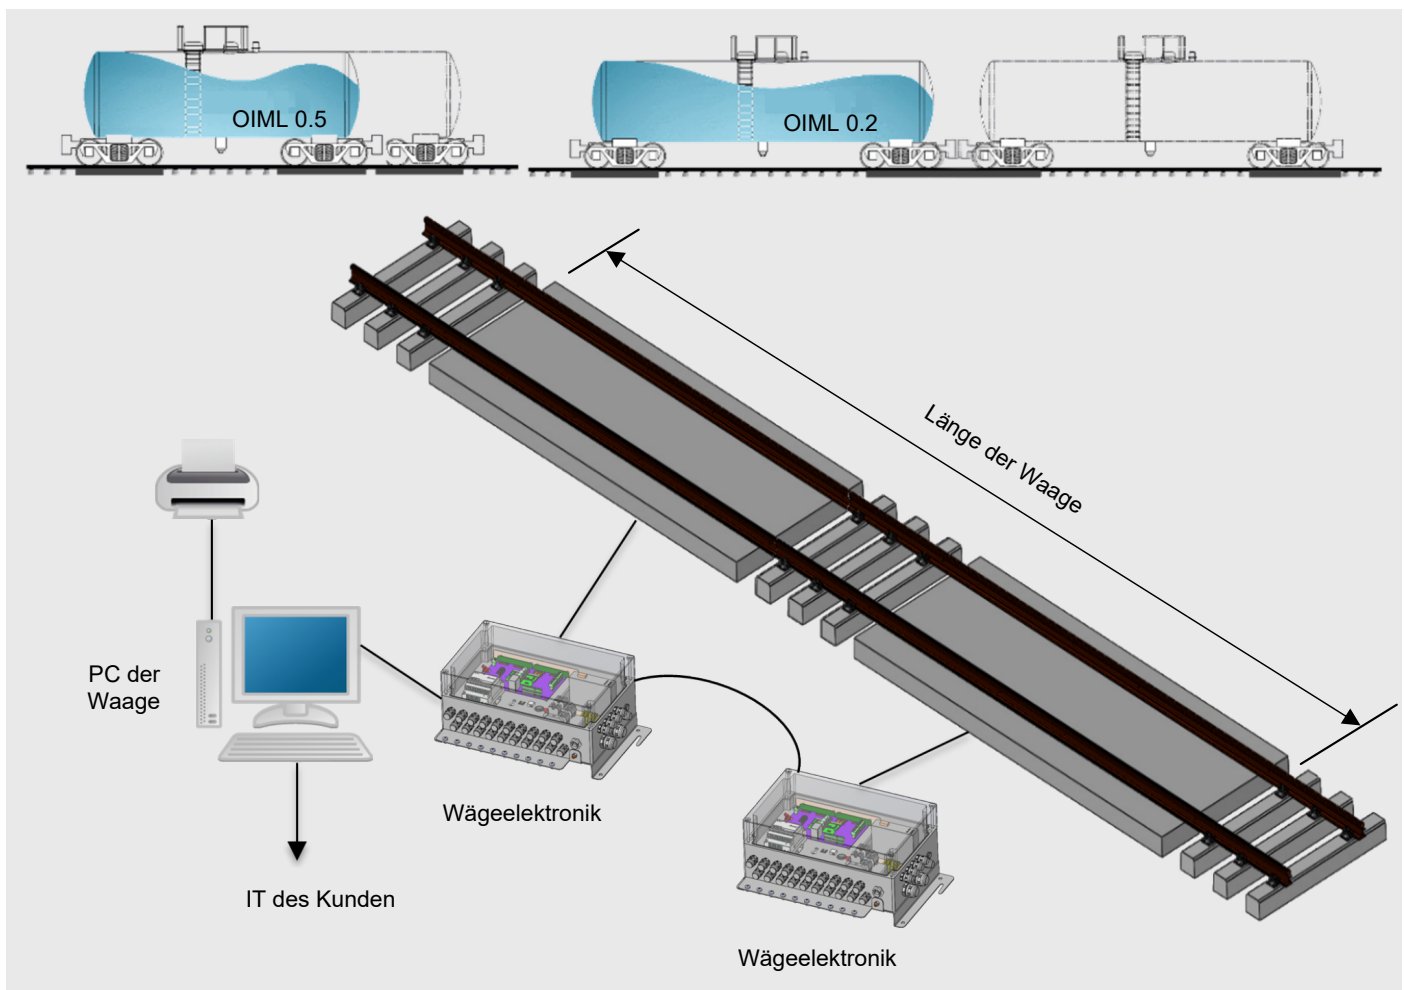 OIML 0.5
OIML 0.2
Länge der Waage
PC der
Waage
Wägeelektronik
IT des Kunden
Wägeelektronik